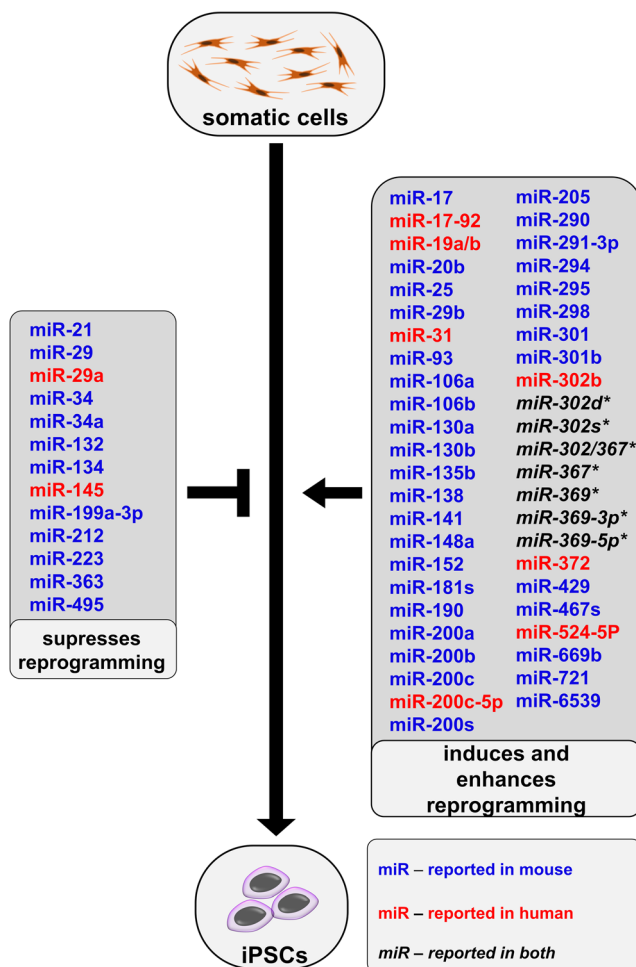 somatic cells
miR-17
miR-17-92
miR-19a/b
miR-20b
miR-25
miR-29b
miR-31
miR-93
miR-106a
miR-106b
miR-130a
miR-130b
miR-135b
miR-138
miR-141
miR-148a
miR-152
miR-181s
miR-190
miR-200a
miR-200b
miR-200c
miR-200c-5p
miR-200s
miR-205
miR-290
miR-291-3p
miR-294
miR-295
miR-298
miR-301
miR-301b
miR-302b
miR-302d*
miR-302s*
miR-302/367*
miR-367*
miR-369*
miR-369-3p*
miR-369-5p*
miR-372
miR-429
miR-467s
miR-524-5P
miR-669b
miR-721
miR-6539
induces and
enhances
reprogramming
miR-21
miR-29
miR-29a
miR-34
miR-34a
miR-132
miR-134
miR-145
miR-199a-3p
miR-212
miR-223
miR-363
miR-495
supresses
reprogramming
iPSCs
miR – reported in mouse
miR – reported in human
miR – reported in both